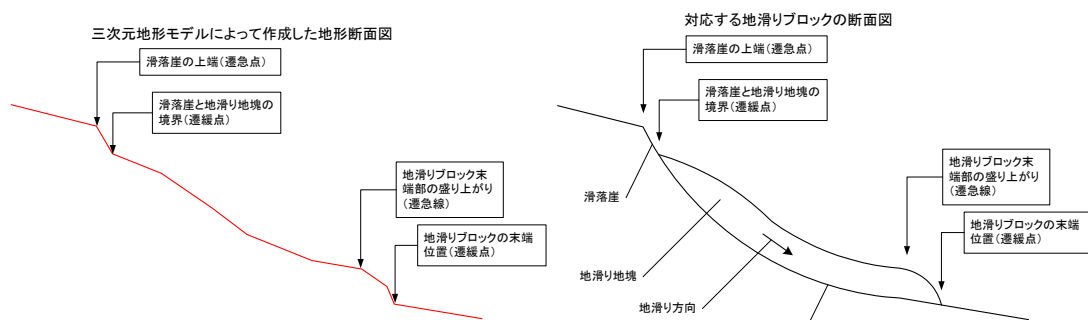 三次元地形モデルによって作成した地形断面図
滑落崖の上端（遷急点）
滑落崖と地滑り地塊の
境界（遷緩点）
地滑りブロック末
端部の盛り上がり
（遷急線）
地滑りブロックの末端
位置（遷緩点）
対応する地滑りブロックの断面図
滑落崖の上端（遷急点）
滑落崖と地滑り地塊の
境界（遷緩点）
地滑りブロック末
端部の盛り上がり
（遷急線）
地滑りブロックの末端
位置（遷緩点）
滑落崖
地滑り地塊
地滑り方向